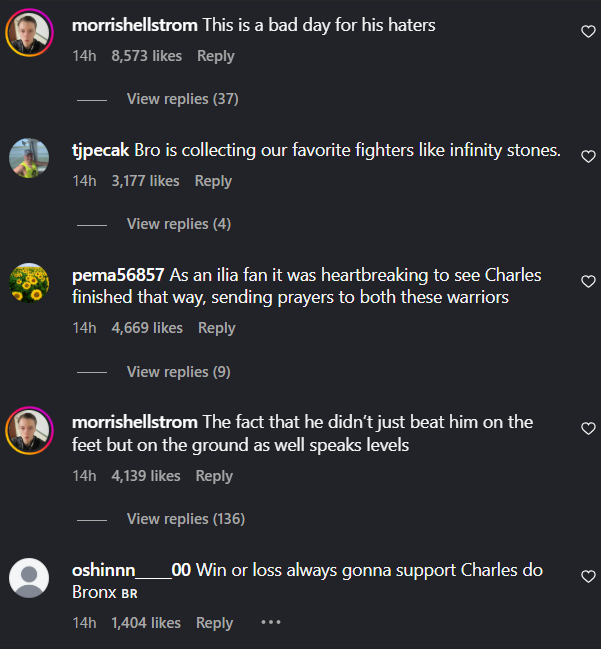 morrishellstrom This is a bad day for his haters
14h 8,573 likes Reply
View replies (37)
tjpecak Bro is collecting our favorite fighters like infinity stones.
14h 3,177 likes Reply
View replies (4)
pema56857 As an ilia fan it was heartbreaking to see Charles
finished that way, sending prayers to both these warriors
14h 4,669 likes Reply
View replies (9)
morrishellstrom The fact that he didn’t just beat him on the
feet but on the ground as well speaks levels
14h 4,139 likes Reply
View replies (136)
oshinnn_____00 Win or loss always gonna support Charles do
Bronx ʙʀ
14h 1,404 likes Reply •••